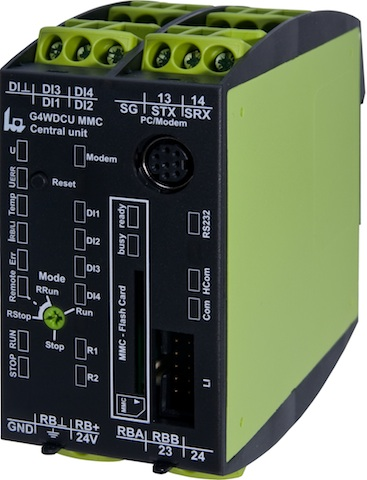 DI⊥ DI3 DI4
DI1 DI2
13 14
SG STX SRX
PC/Modem
G4WDCU MMC
Central unit
U
Modem
UERR
Reset
Temp
DI1
ready
RS232
IRB/LI
DI2
busy
Err
DI3
Remote
Mode
RRun
DI4
HCom
RStop
Run
Com
Stop
MMC - Flash Card
RUN
R1
STOP
R2
LI
MMC
GND RB⊥ RB+
24V
RBA RBB
23 24